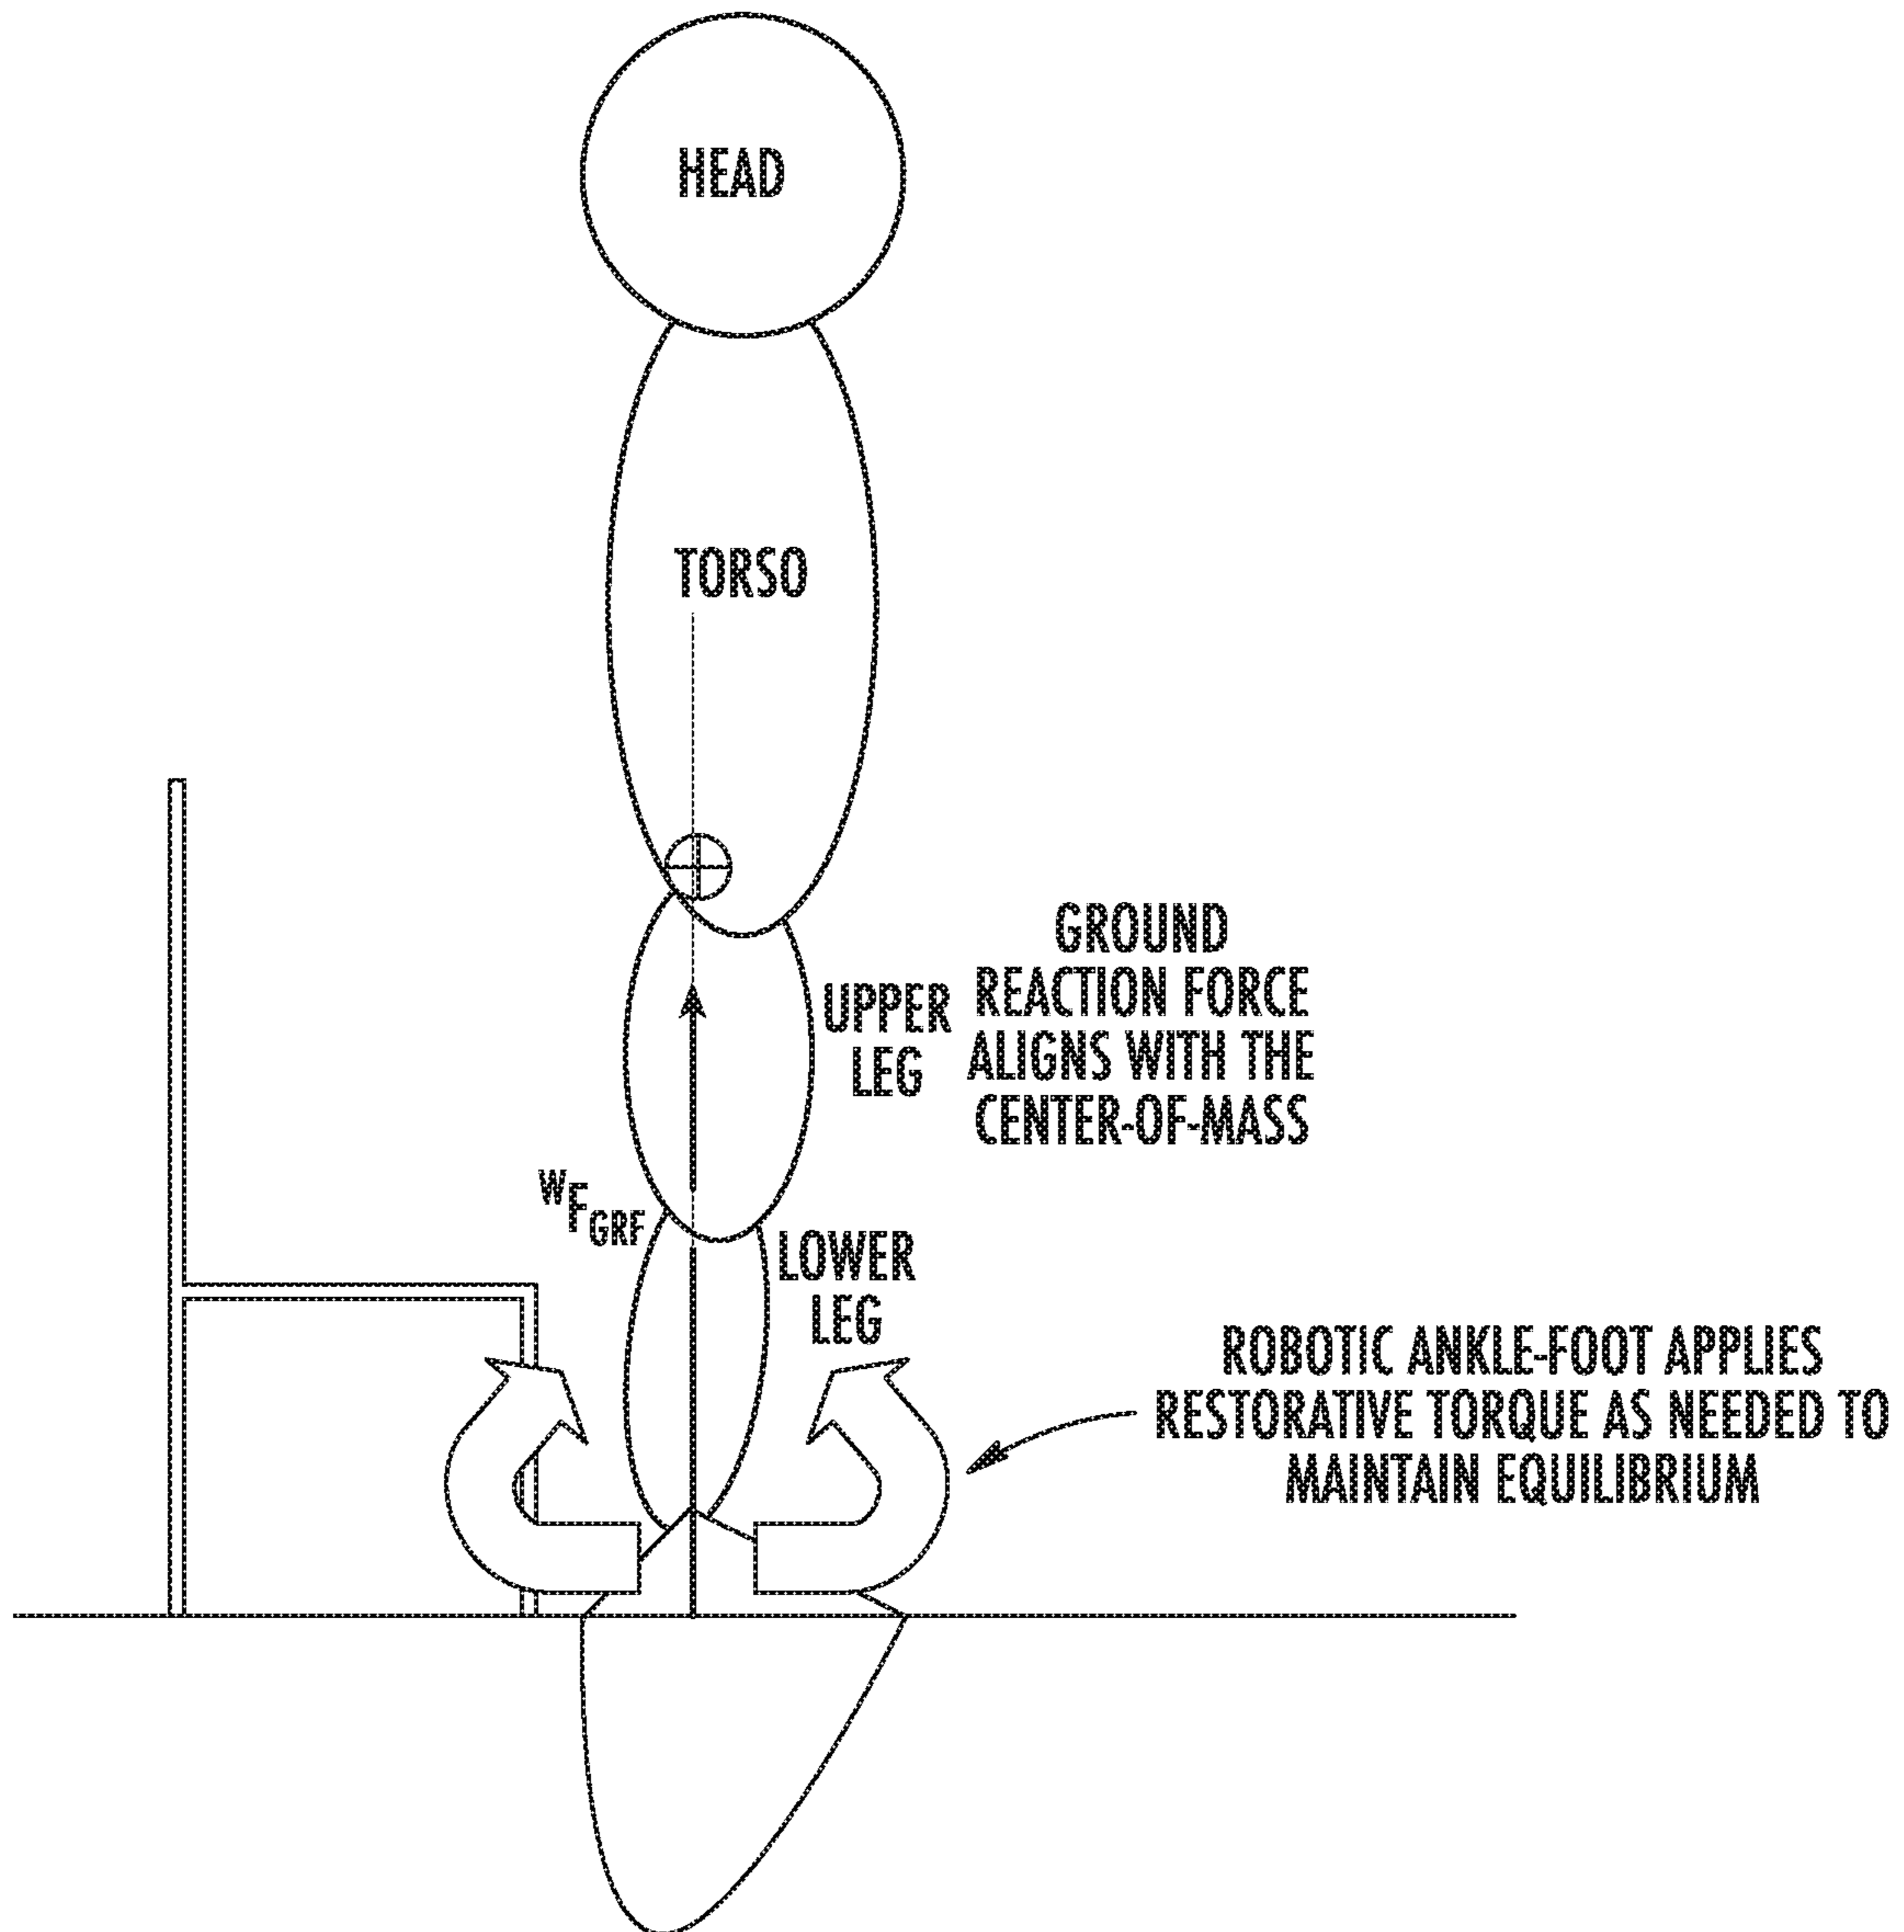 HEAD
TORSO
UPPER
LEG
GROUND
REACTION FORCE
ALIGNS WITH THE
CENTER-OF-MASS
WFGRF
LOWER
LEG
ROBOTIC ANKLE-FOOT APPLIES
RESTORATIVE TORQUE AS NEEDED TO
MAINTAIN EQUILIBRIUM